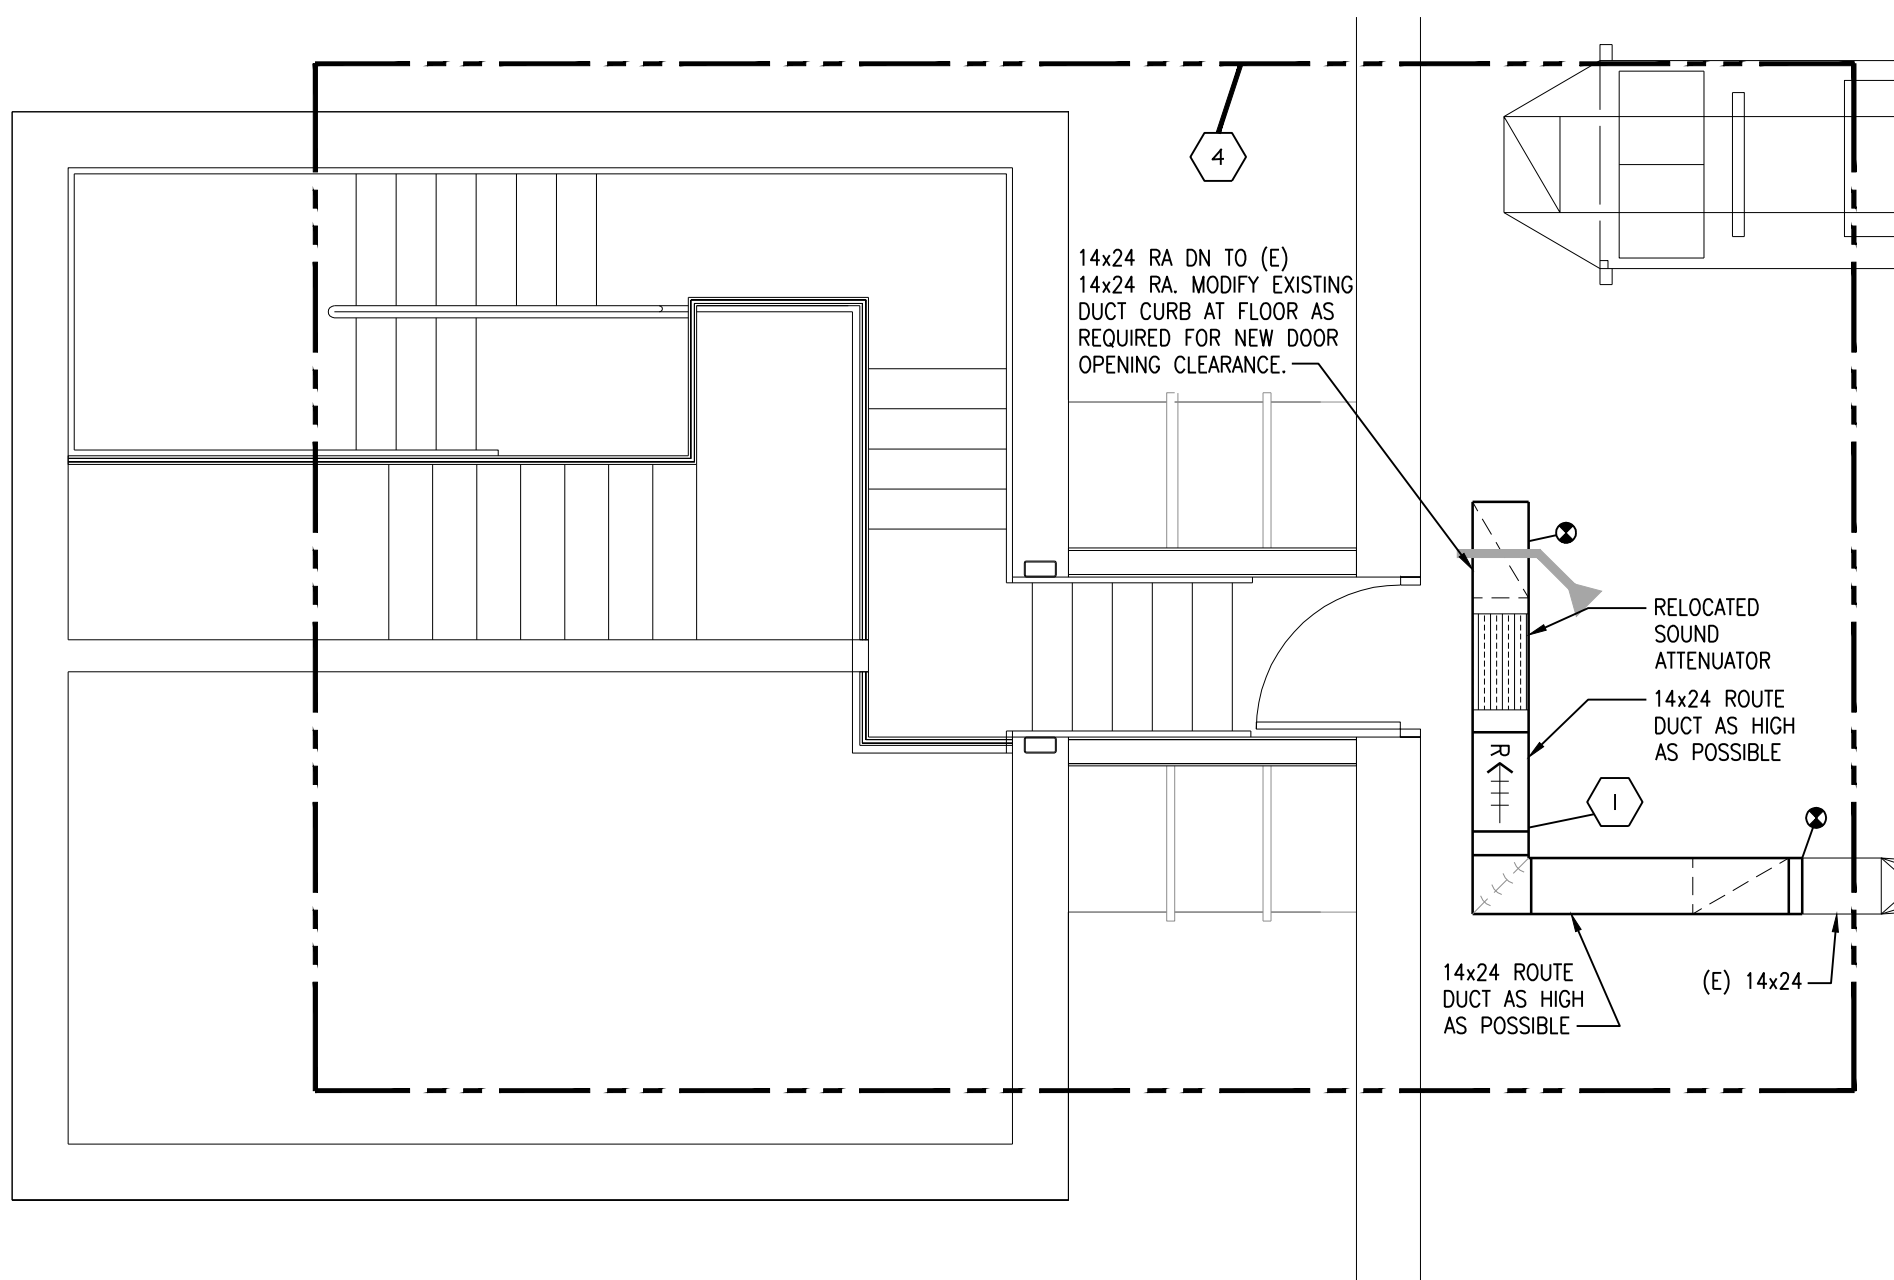 4
14x24 RA DN TO (E)
14x24 RA. MODIFY EXISTING
DUCT CURB AT FLOOR AS
REQUIRED FOR NEW DOOR
OPENING CLEARANCE.
RELOCATED
SOUND
ATTENUATOR
14x24 ROUTE
DUCT AS HIGH
AS POSSIBLE
R
1
14x24 ROUTE
DUCT AS HIGH
AS POSSIBLE
(E) 14x24